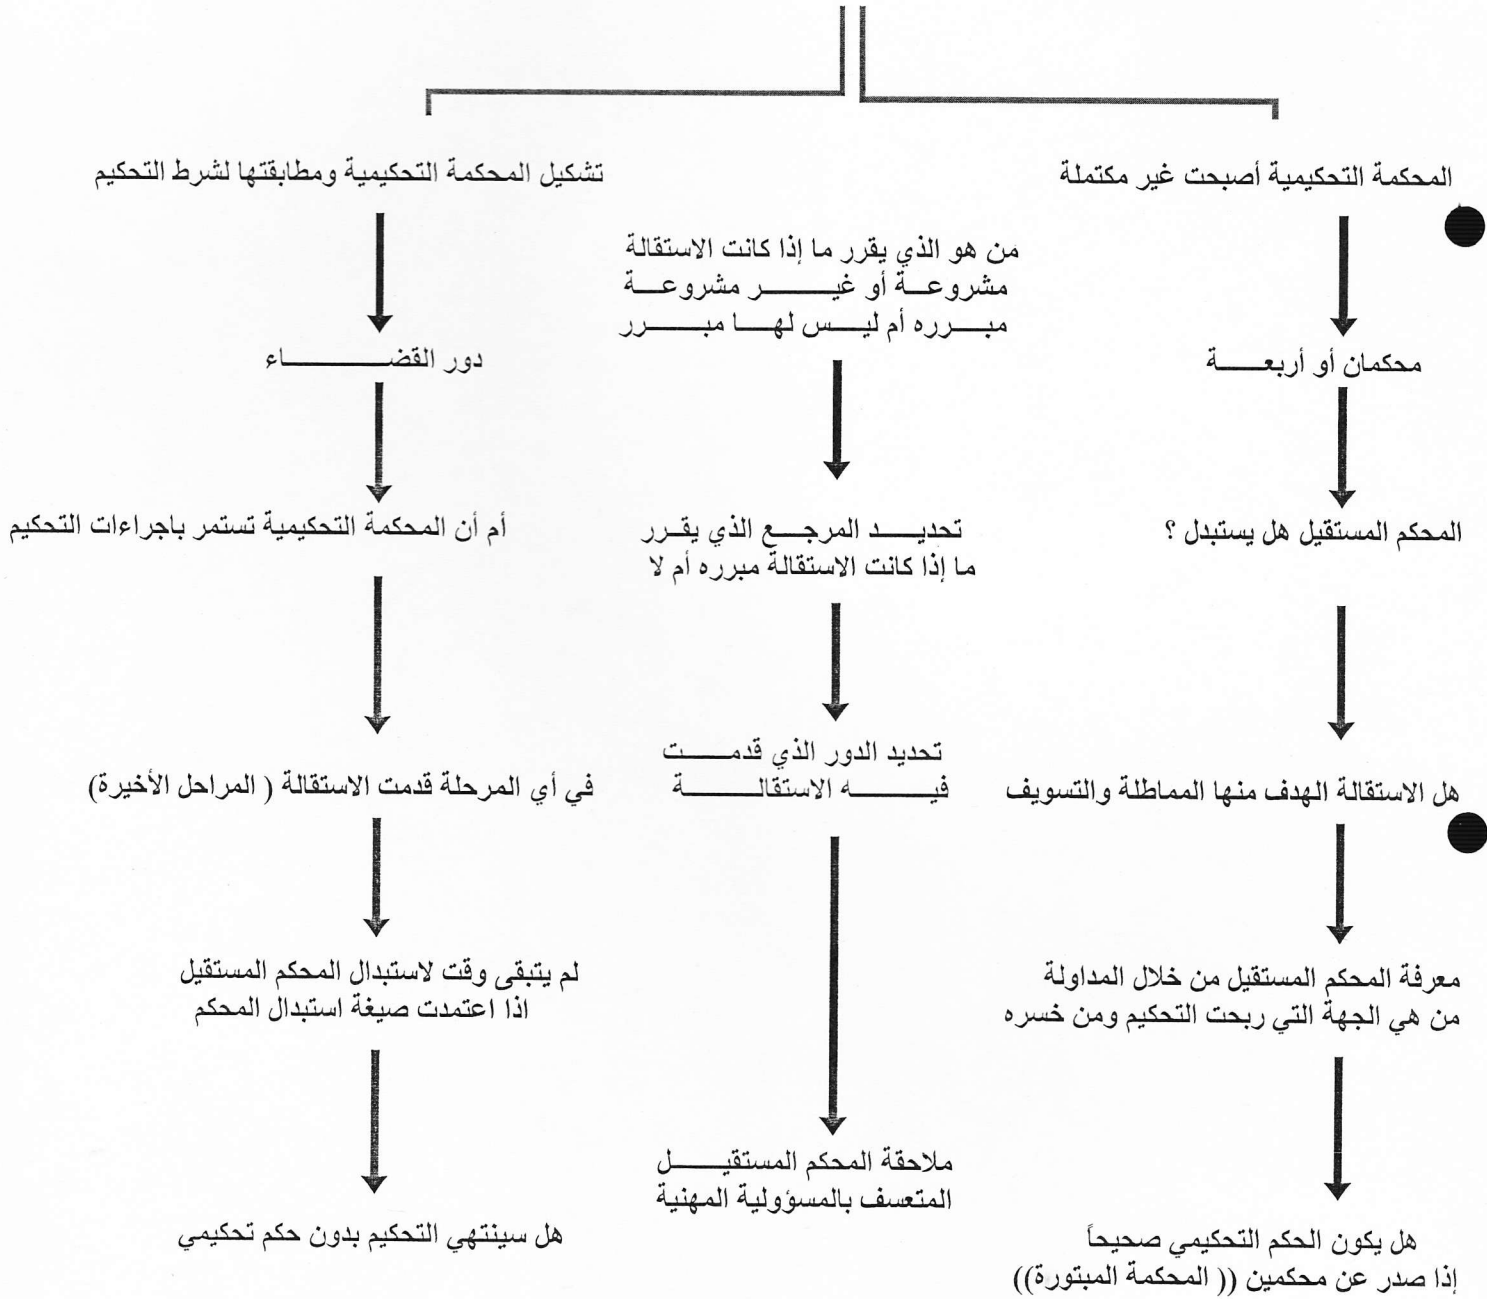 المحكمة التحكيمية أصبحت غير مكتملة
محكمان أو أربعة
المحكم المستقيل هل يستبدل ؟
هل الاستقالة الهدف منها المماطلة والتسويف
معرفة المحكم المستقيل من خلال المداولة
من هي الجهة التي ربحت التحكيم ومن خسره
هل يكون الحكم التحكيمي صحيحاً
إذا صدر عن محكمين (( المحكمة المبتورة))
من هو الذي يقرر ما إذا كانت الاستقالة
مشروعة أو غير مشروعة
مبرره أم ليس لها مبرر
تحديد المرجع الذي يقرر
ما إذا كانت الاستقالة مبرره أم لا
تحديد الدور الذي قدمت
فيه الاستقالة
ملاحقة المحكم المستقيل
المتعسف بالمسؤولية المهنية
تشكيل المحكمة التحكيمية ومطابقتها لشرط التحكيم
دور القضاء
أم أن المحكمة التحكيمية تستمر باجراءات التحكيم
في أي المرحلة قدمت الاستقالة ( المراحل الأخيرة)
لم يتبقى وقت لاستبدال المحكم المستقيل
اذا اعتمدت صيغة استبدال المحكم
هل سينتهي التحكيم بدون حكم تحكيمي